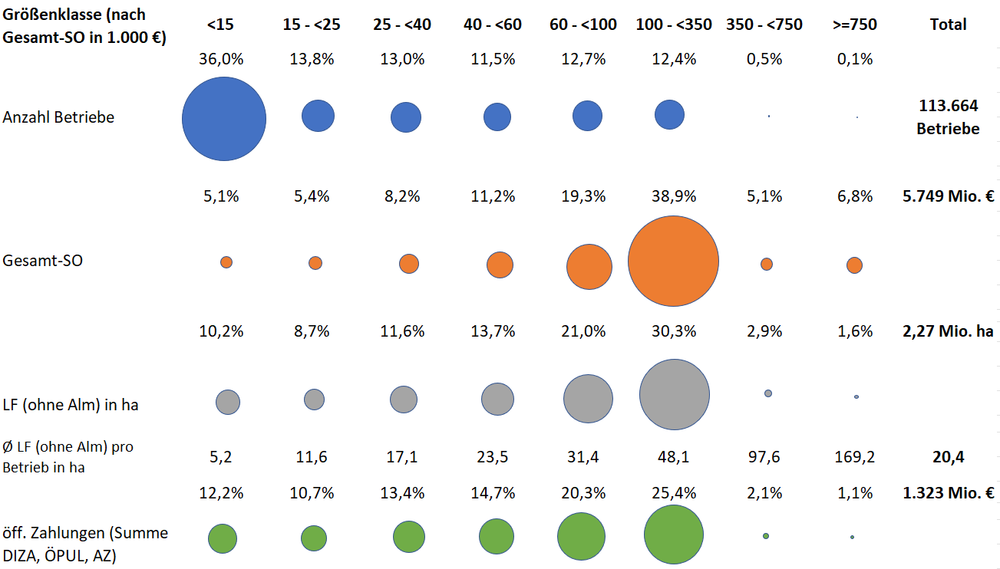 Größenklasse (nach
Gesamt-SO in 1.000 €)
<15 15 - <25 25 - <40 40 - <60 60 - <100 100 - <350 350 - <750 >=750 Total
36,0% 13,8% 13,0% 11,5% 12,7% 12,4% 0,5% 0,1%
Anzahl Betriebe
113.664
Betriebe
5,1% 5,4% 8,2% 11,2% 19,3% 38,9% 5,1% 6,8% 5.749 Mio. €
Gesamt-SO
10,2% 8,7% 11,6% 13,7% 21,0% 30,3% 2,9% 1,6% 2,27 Mio. ha
LF (ohne Alm) in ha
Ø LF (ohne Alm) pro
Betrieb in ha
5,2 11,6 17,1 23,5 31,4 48,1 97,6 169,2 20,4
12,2% 10,7% 13,4% 14,7% 20,3% 25,4% 2,1% 1,1% 1.323 Mio. €
öff. Zahlungen (Summe
DIZA, ÖPUL, AZ)